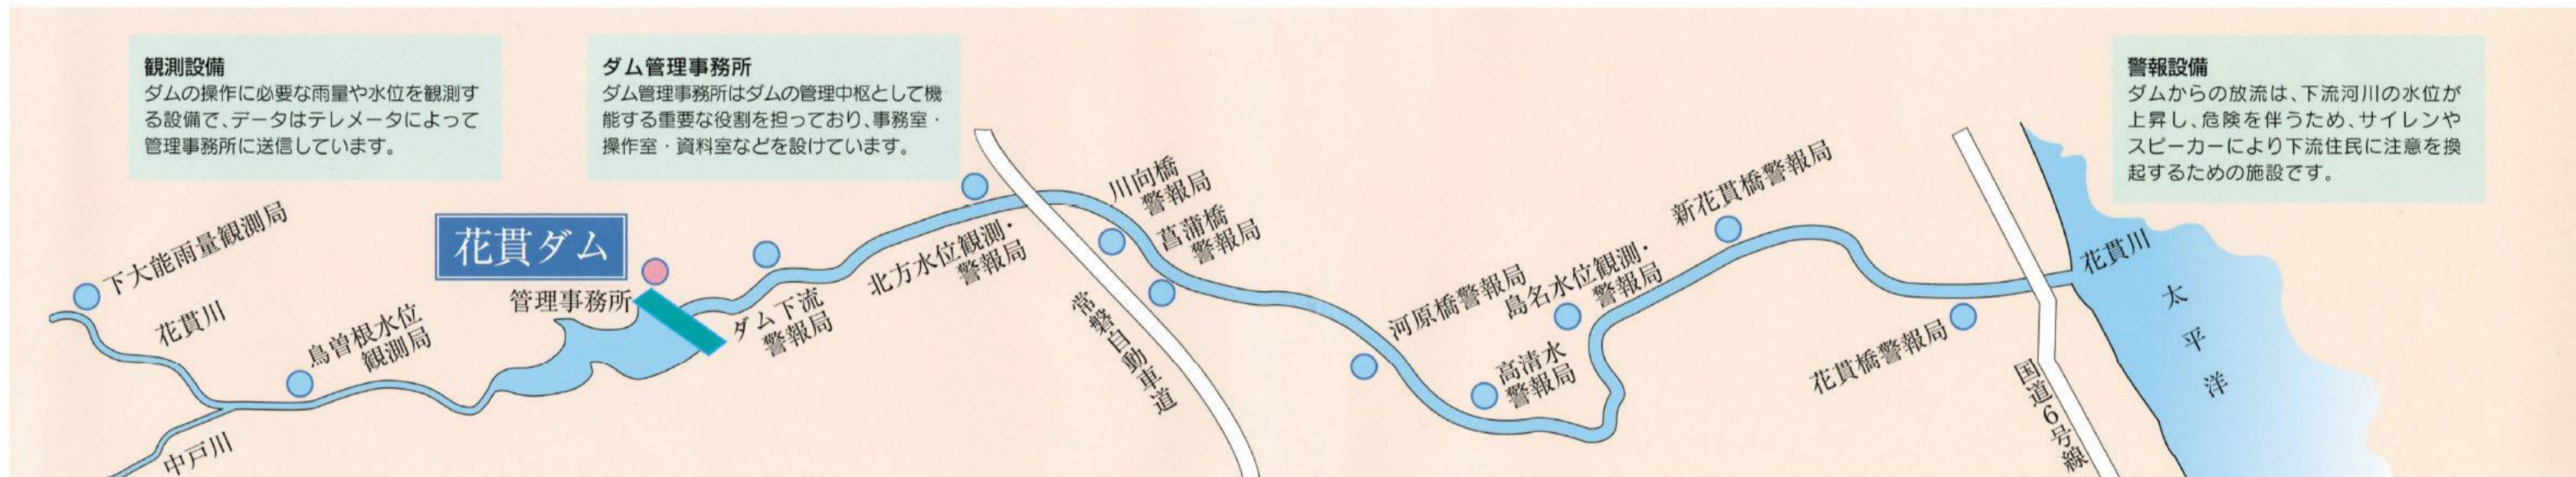 観測設備
ダムの操作に必要な雨量や水位を観測す
る設備で、データはテレメータによって
管理事務所に送信しています。
ダム管理事務所
ダム管理事務所はダムの管理中枢として機
能する重要な役割を担っており、事務室・
操作室・資料室などを設けています。
警報設備
ダムからの放流は、下流河川の水位が
上昇し、危険を伴うため、サイレンや
スピーカーにより下流住民に注意を換
起するための施設です。
下大能雨量観測局
花貫川
鳥曽根水位
観測局
中戸川
花貫ダム
管理事務所
ダム下流
警報局
北方水位観測・
警報局
常磐自動車道
川向橋
警報局
菖蒲橋
警報局
河原橋警報局
高清水
警報局
島名水位観測・
警報局
新花貫橋警報局
花貫橋警報局
国道6号線
花貫川
太平洋